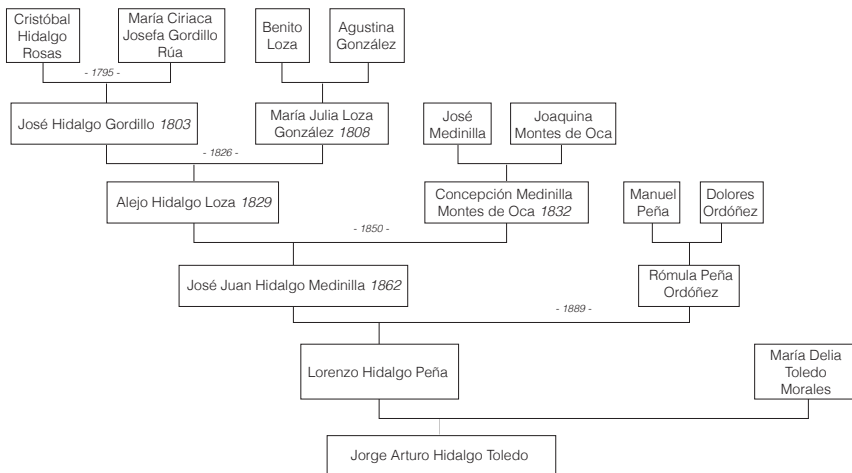 Cristóbal
Hidalgo
Rosas
María Ciriaca
Josefa Gordillo
Rúa
Benito
Loza
Agustina
González
- 1795 -
José Hidalgo Gordillo 1803
María Julia Loza
González 1808
José
Medinilla
Joaquina
Montes de Oca
- 1826 -
Alejo Hidalgo Loza 1829
Concepción Medinilla
Montes de Oca 1832
Manuel
Peña
Dolores
Ordóñez
- 1850 -
José Juan Hidalgo Medinilla 1862
Rómula Peña
Ordóñez
- 1889 -
Lorenzo Hidalgo Peña
María Delia
Toledo
Morales
Jorge Arturo Hidalgo Toledo